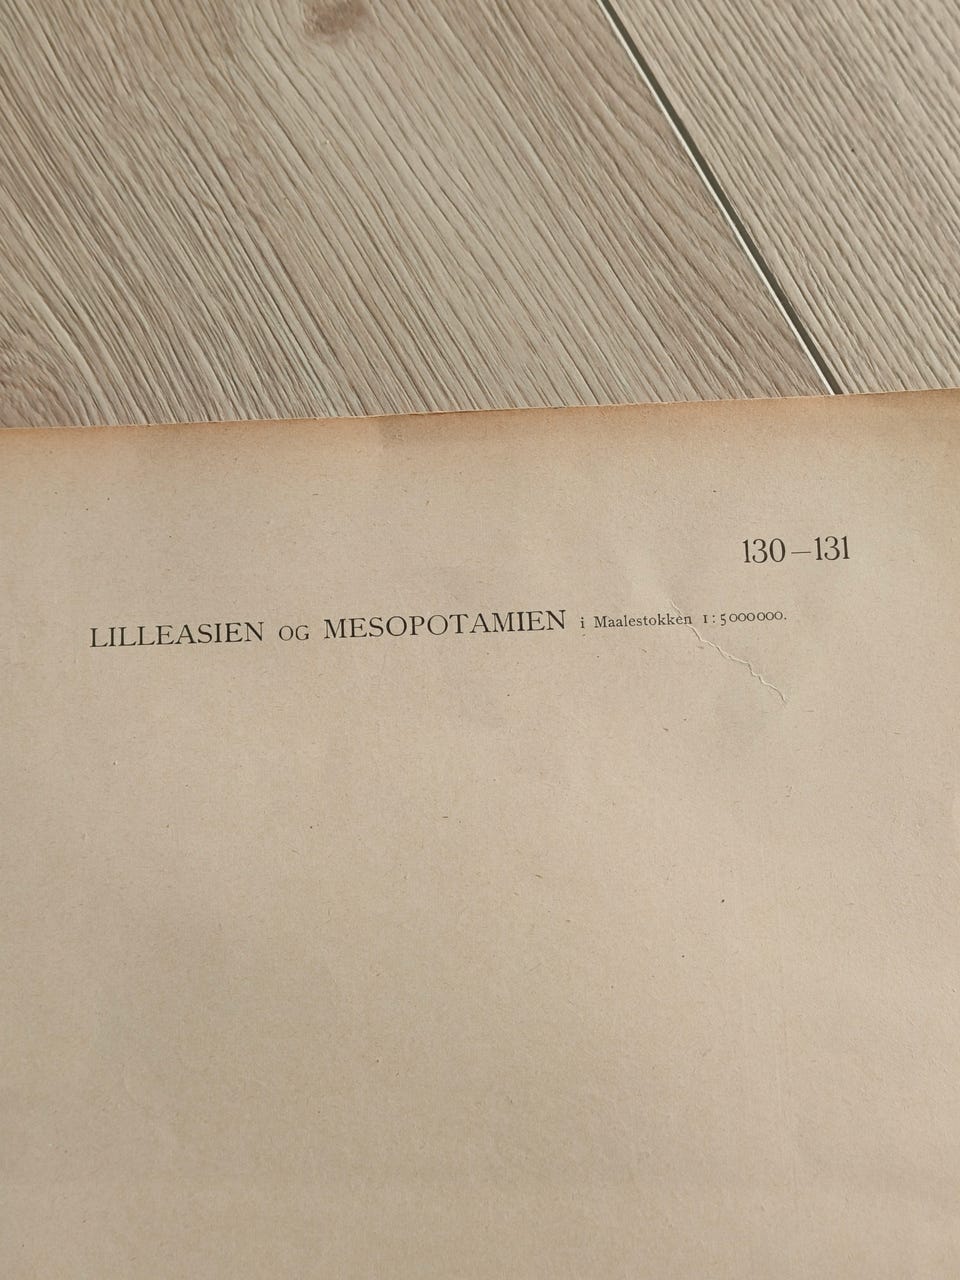 130–131
LILLEASIEN OG MESOPOTAMIEN i Maalestokken 1:5000000.